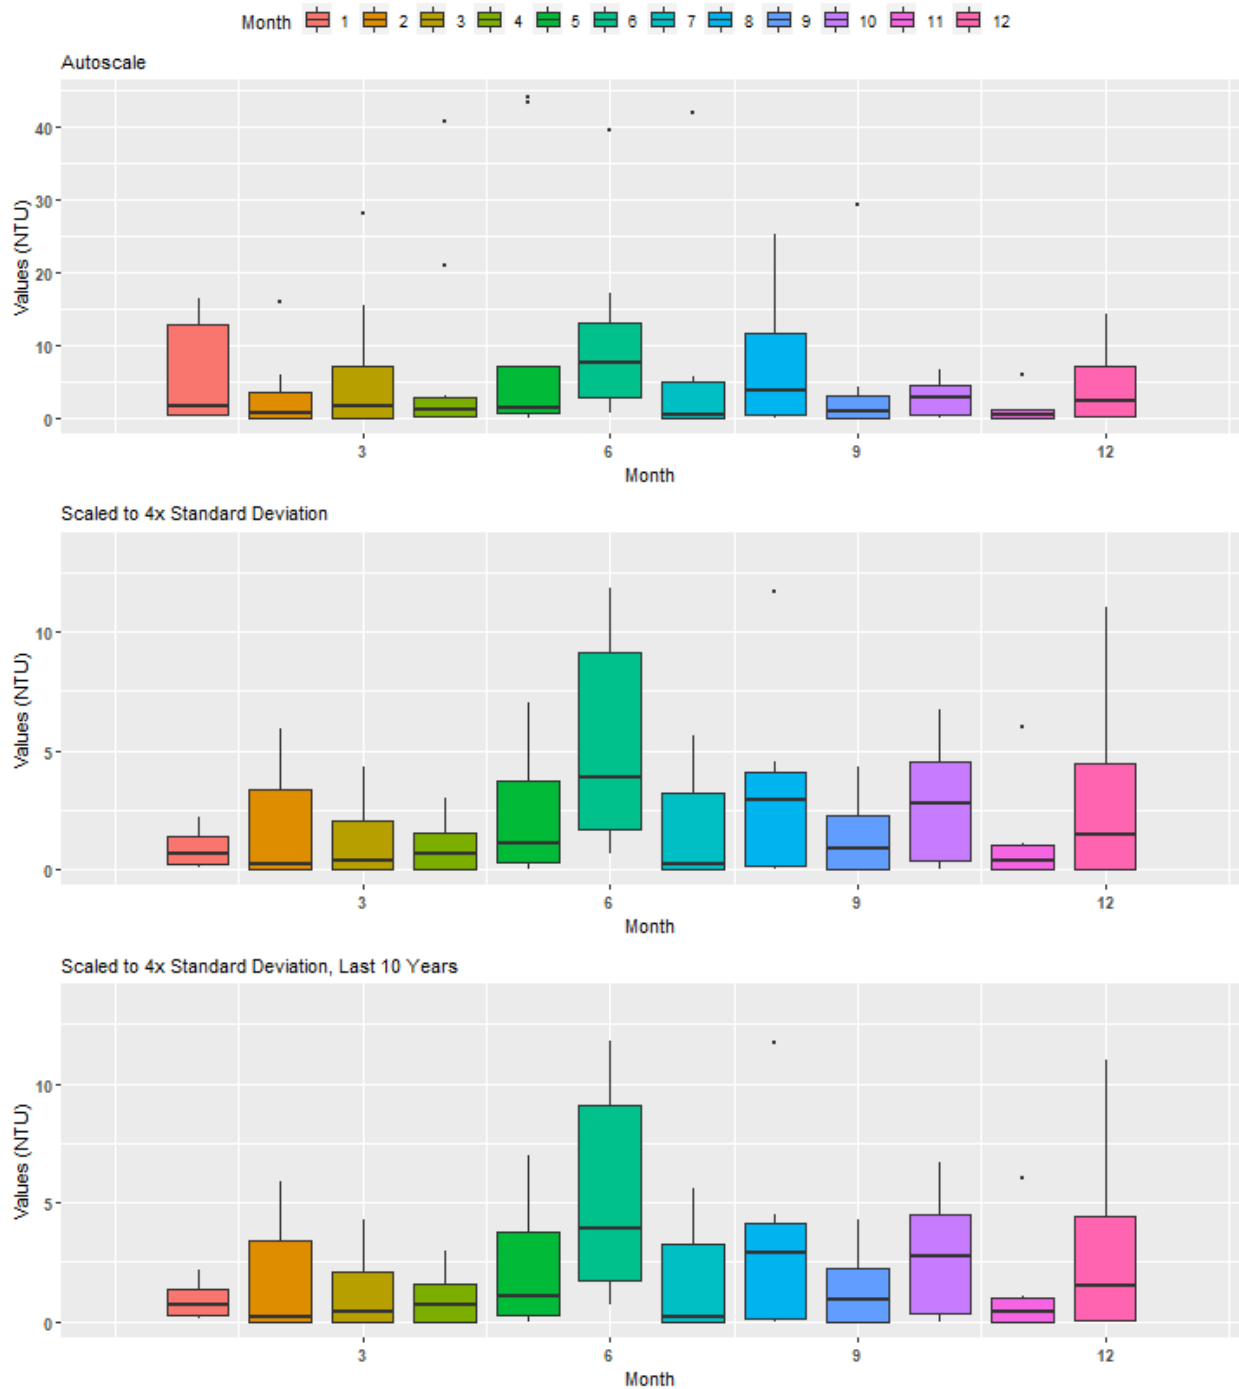 Month 1 2 3 4 5 6 7 8 9 10 11 12
Autoscale
Values (NTU)
40
30
20
10
0
3 6 9 12
Month
Scaled to 4x Standard Deviation
Values (NTU)
10
5
0
3 6 9 12
Month
Scaled to 4x Standard Deviation, Last 10 Years
Values (NTU)
10
5
0
3 6 9 12
Month